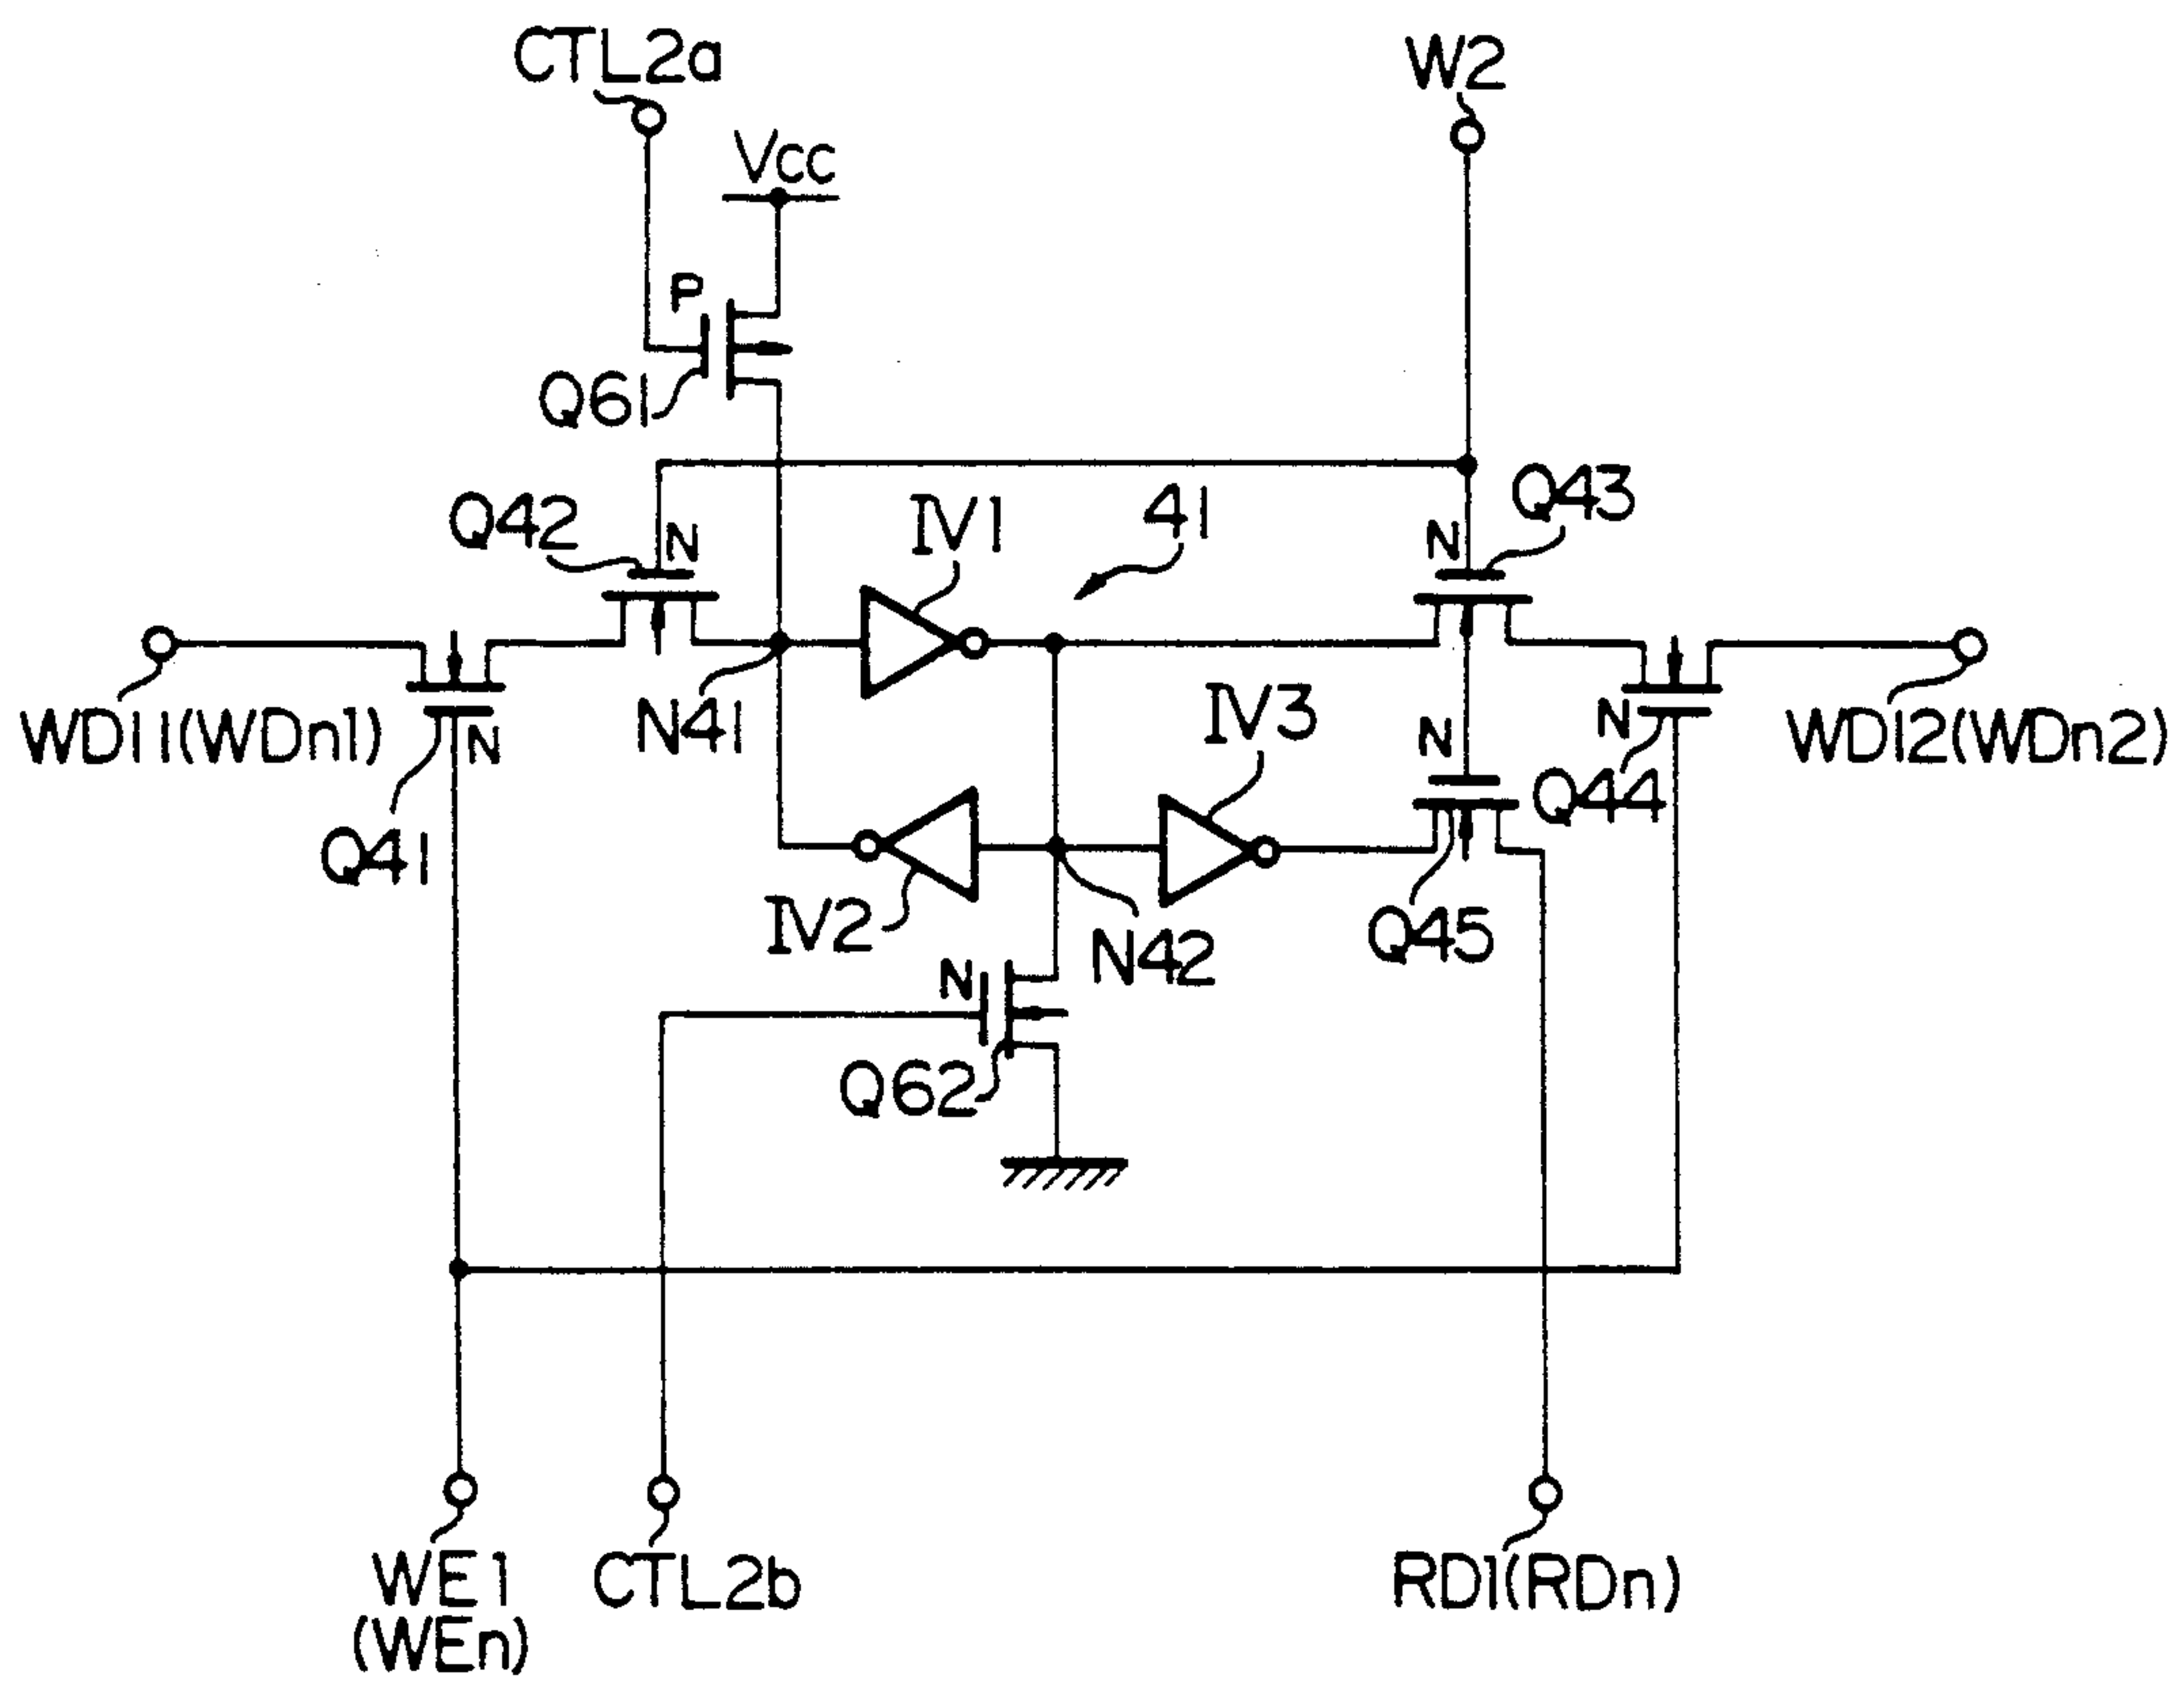 CTL2a
W2
Vcc
P
Q61
Q42
N
IV1
41
N
Q43
WD11(WDn1)
N
Q41
N41
IV3
N
N
Q44
WD12(WDn2)
IV2
N42
Q45
N
Q62
WE1
(WEn)
CTL2b
RD1(RDn)